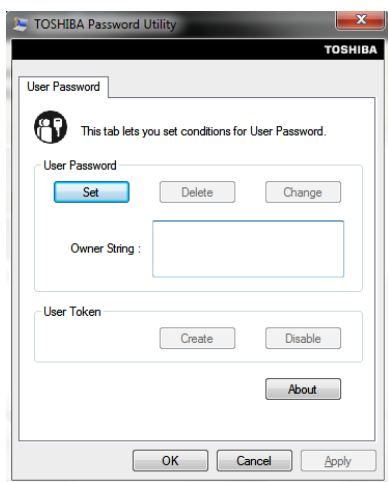 TOSHIBA Password Utility
TOSHIBA
User Password
This tab lets you set conditions for User Password.
User Password
Set Delete Change
Owner String :
User Token
Create Disable
About
OK Cancel Apply